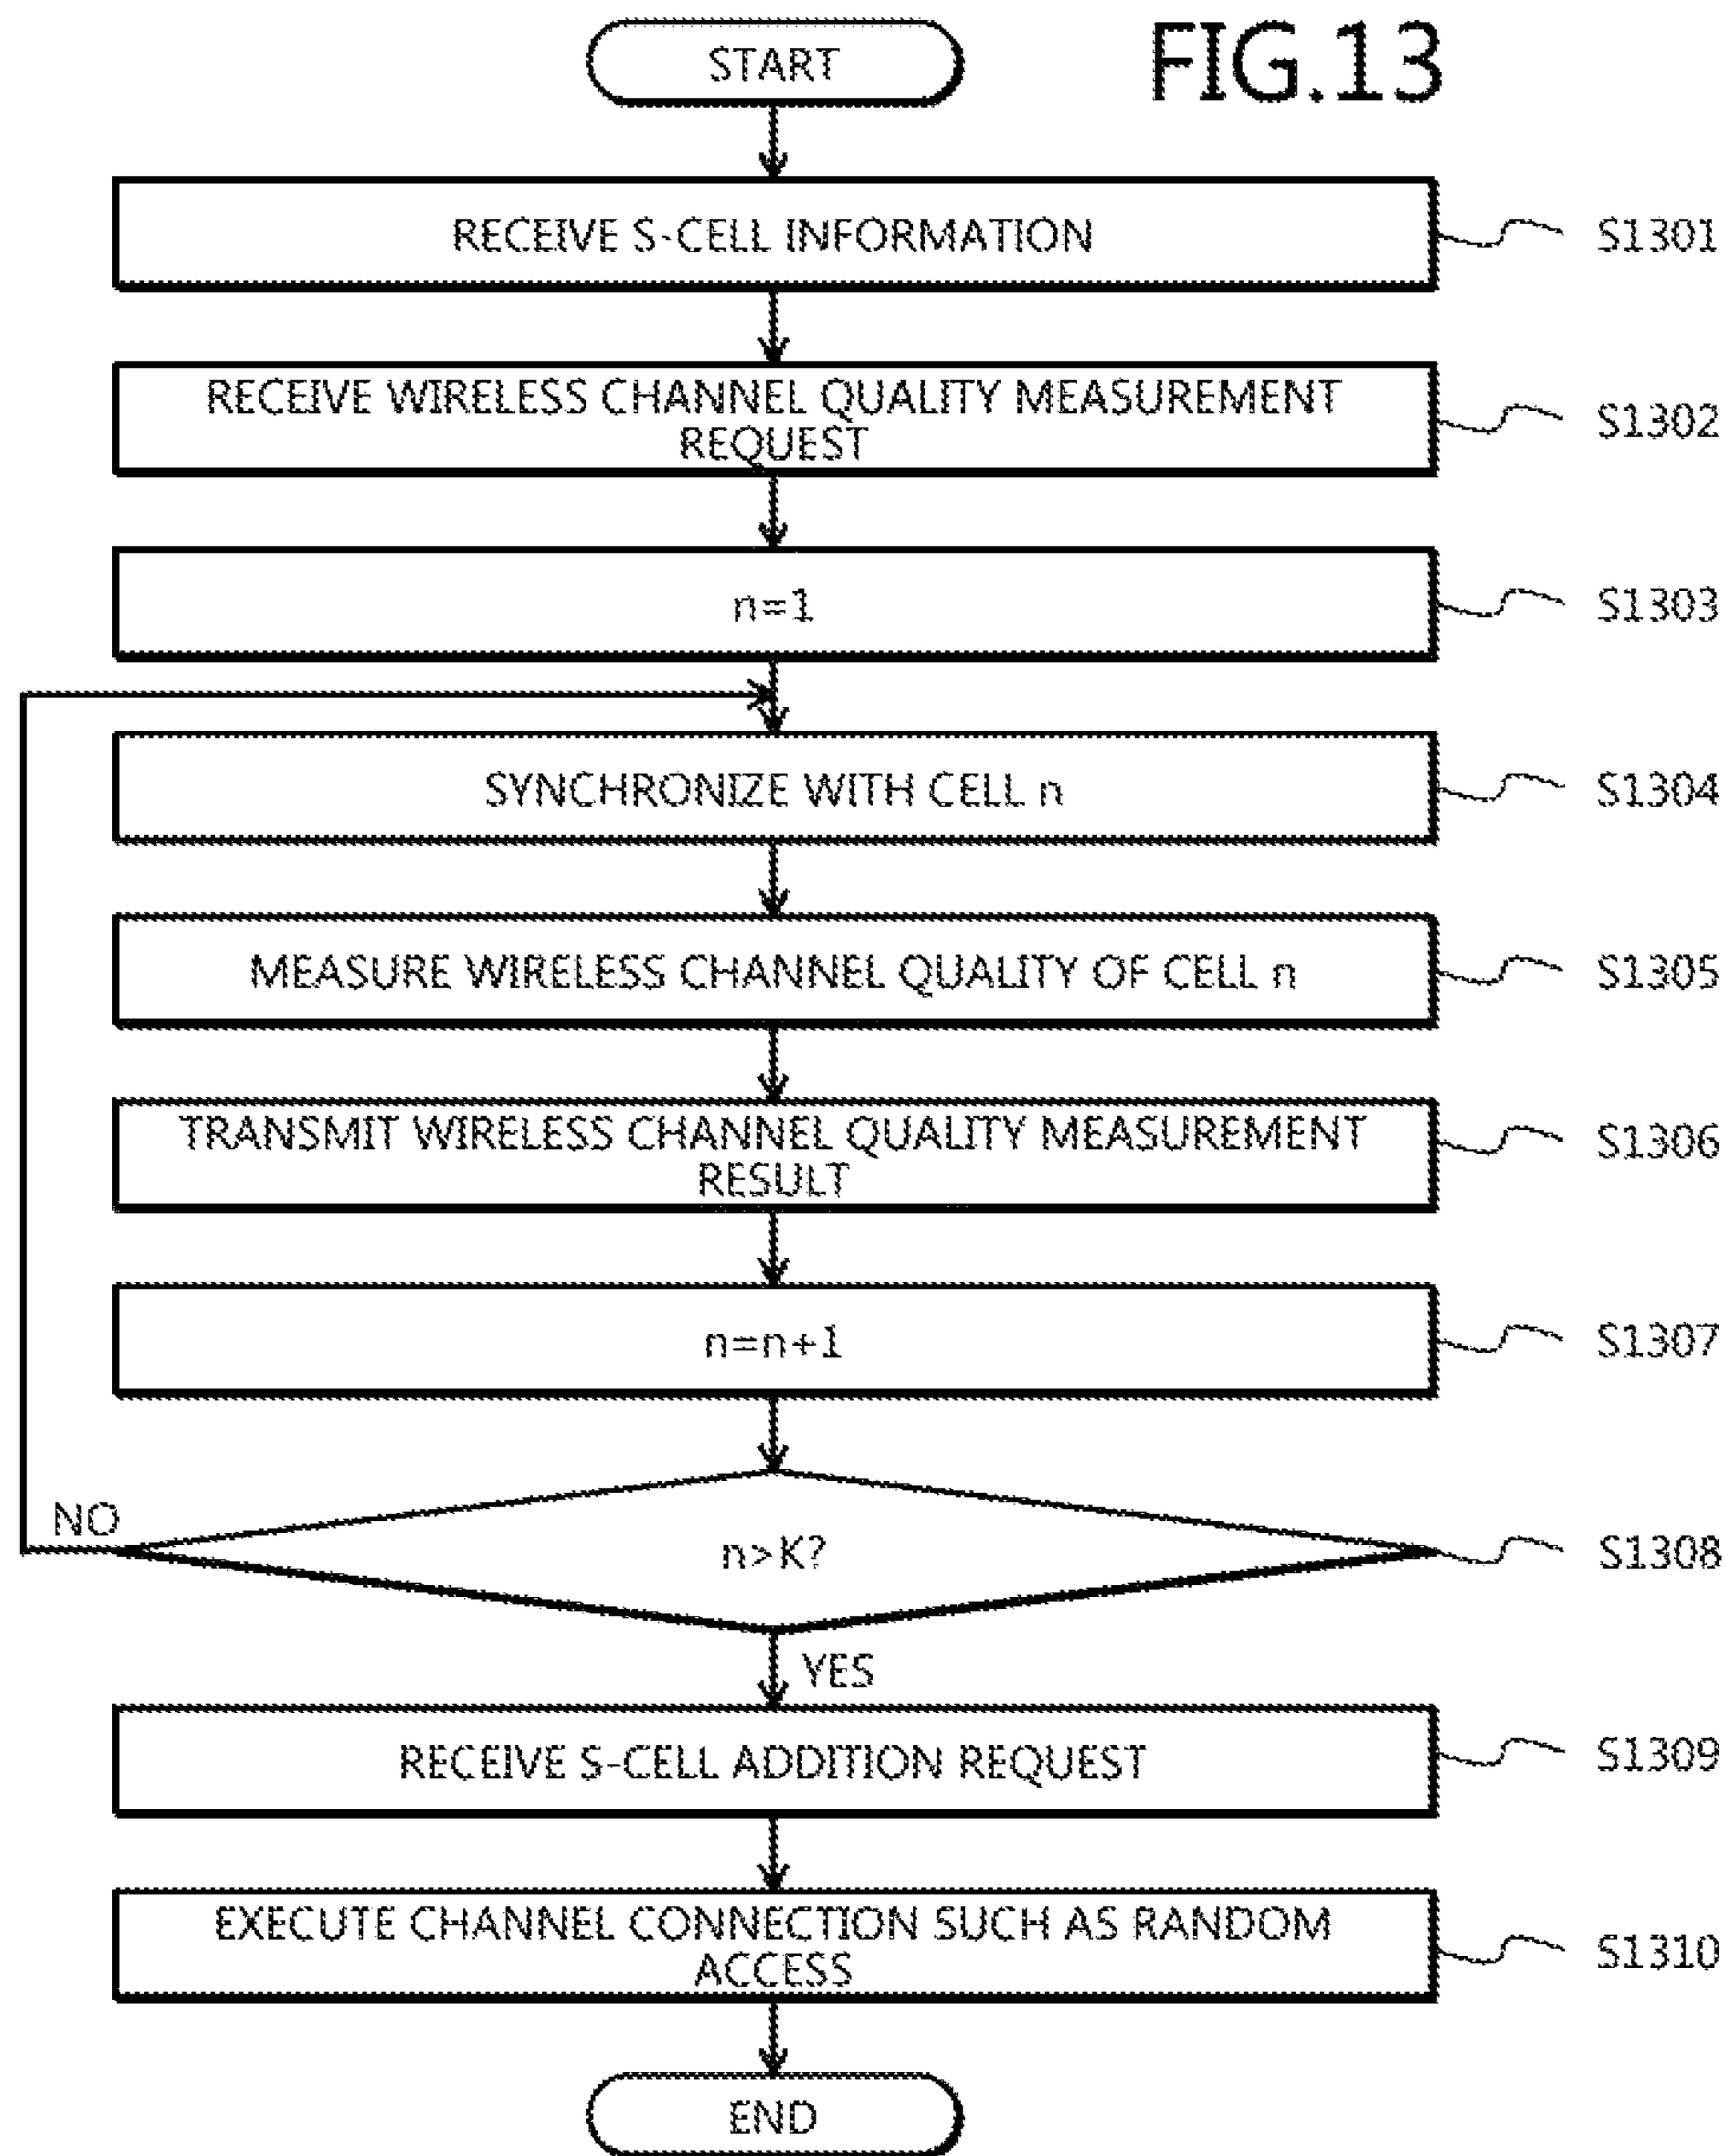 FIG.13
START
RECEIVE S-CELL INFORMATION
S1301
RECEIVE WIRELESS CHANNEL QUALITY MEASUREMENT
REQUEST
S1302
n=1
S1303
SYNCHRONIZE WITH CELL n
S1304
MEASURE WIRELESS CHANNEL QUALITY OF CELL n
S1305
TRANSMIT WIRELESS CHANNEL QUALITY MEASUREMENT
RESULT
S1306
n=n+1
S1307
NO
n>K?
S1308
YES
RECEIVE S-CELL ADDITION REQUEST
S1309
EXECUTE CHANNEL CONNECTION SUCH AS RANDOM
ACCESS
S1310
END